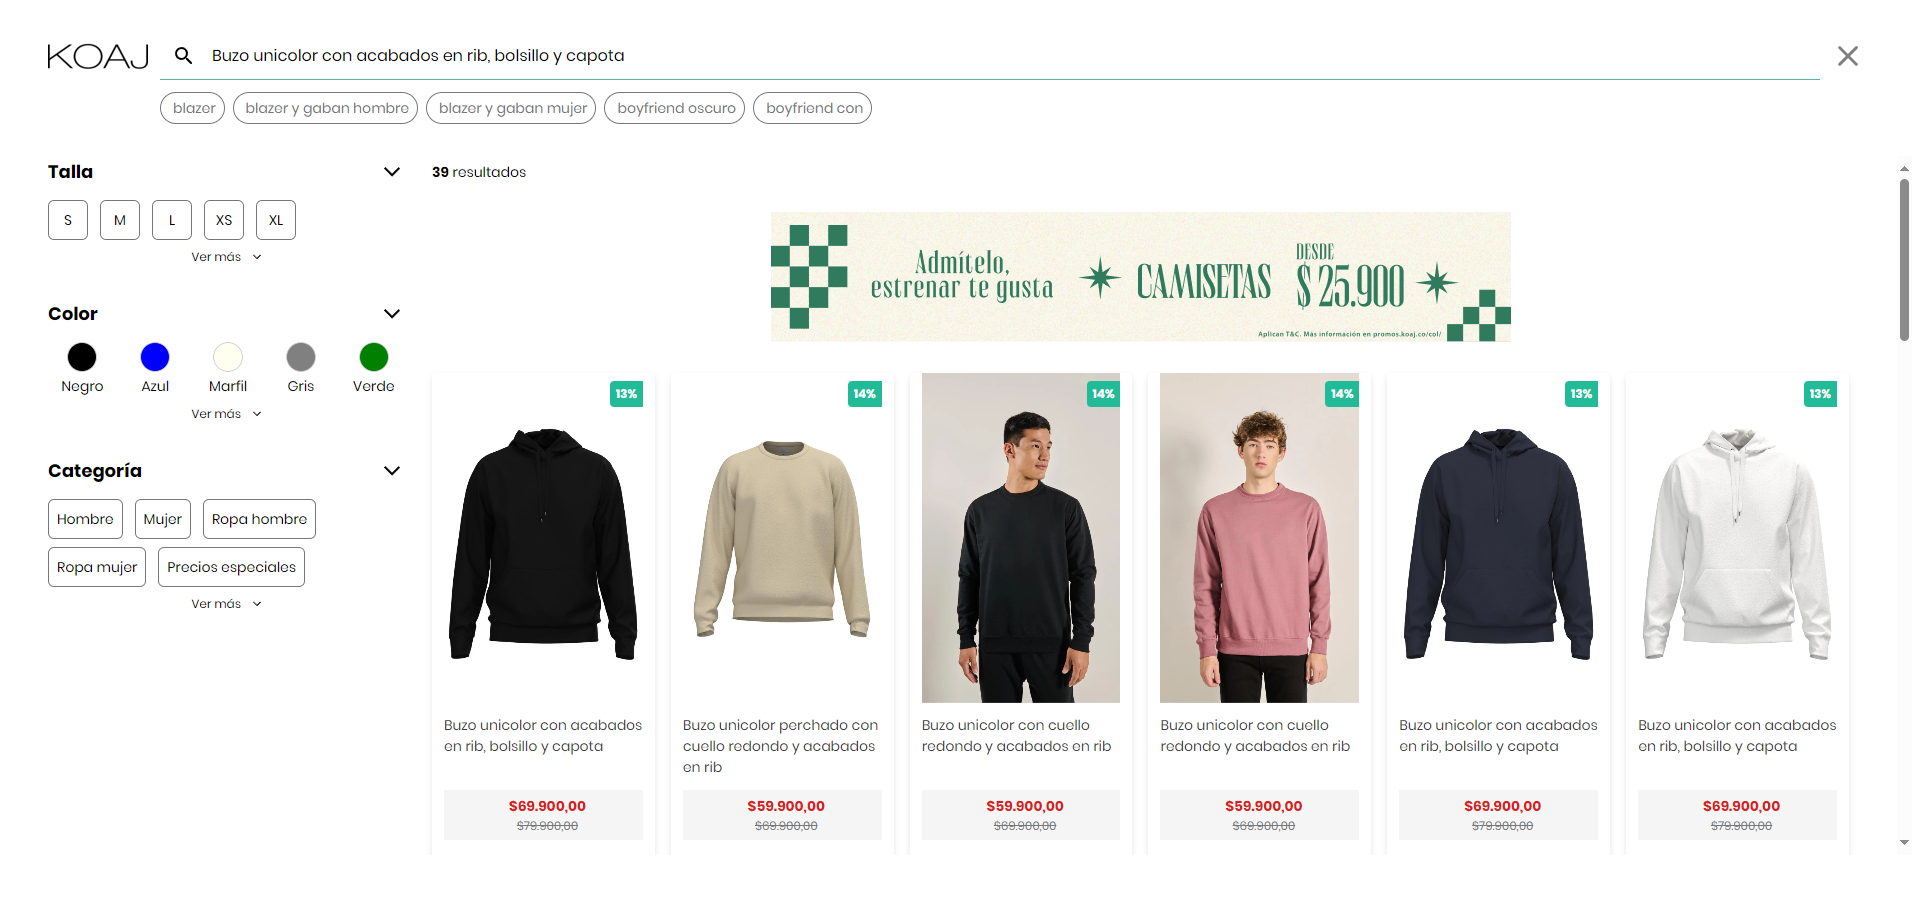 KOAJ
Buzo unicolor con acabados en rib, bolsillo y capota
blazer
blazer y gaban hombre
blazer y gaban mujer
boyfriend oscuro
boyfriend con
Talla
S
M
L
XS
XL
Ver más
Color
Negro
Azul
Marfil
Gris
Verde
Ver más
Categoría
Hombre
Mujer
Ropa hombre
Ropa mujer
Precios especiales
Ver más
39 resultados
Admítelo,
estrenar te gusta
CAMISETAS
DESDE
$ 25.900
Aplican T&C. Más información en promos.koaj.co/col/
13%
Buzo unicolor con acabados
en rib, bolsillo y capota
$69.900,00
$79.900,00
14%
Buzo unicolor perchado con
cuello redondo y acabados
en rib
$59.900,00
$69.900,00
14%
Buzo unicolor con cuello
redondo y acabados en rib
$59.900,00
$69.900,00
14%
Buzo unicolor con cuello
redondo y acabados en rib
$59.900,00
$69.900,00
13%
Buzo unicolor con acabados
en rib, bolsillo y capota
$69.900,00
$79.900,00
13%
Buzo unicolor con acabados
en rib, bolsillo y capota
$69.900,00
$79.900,00